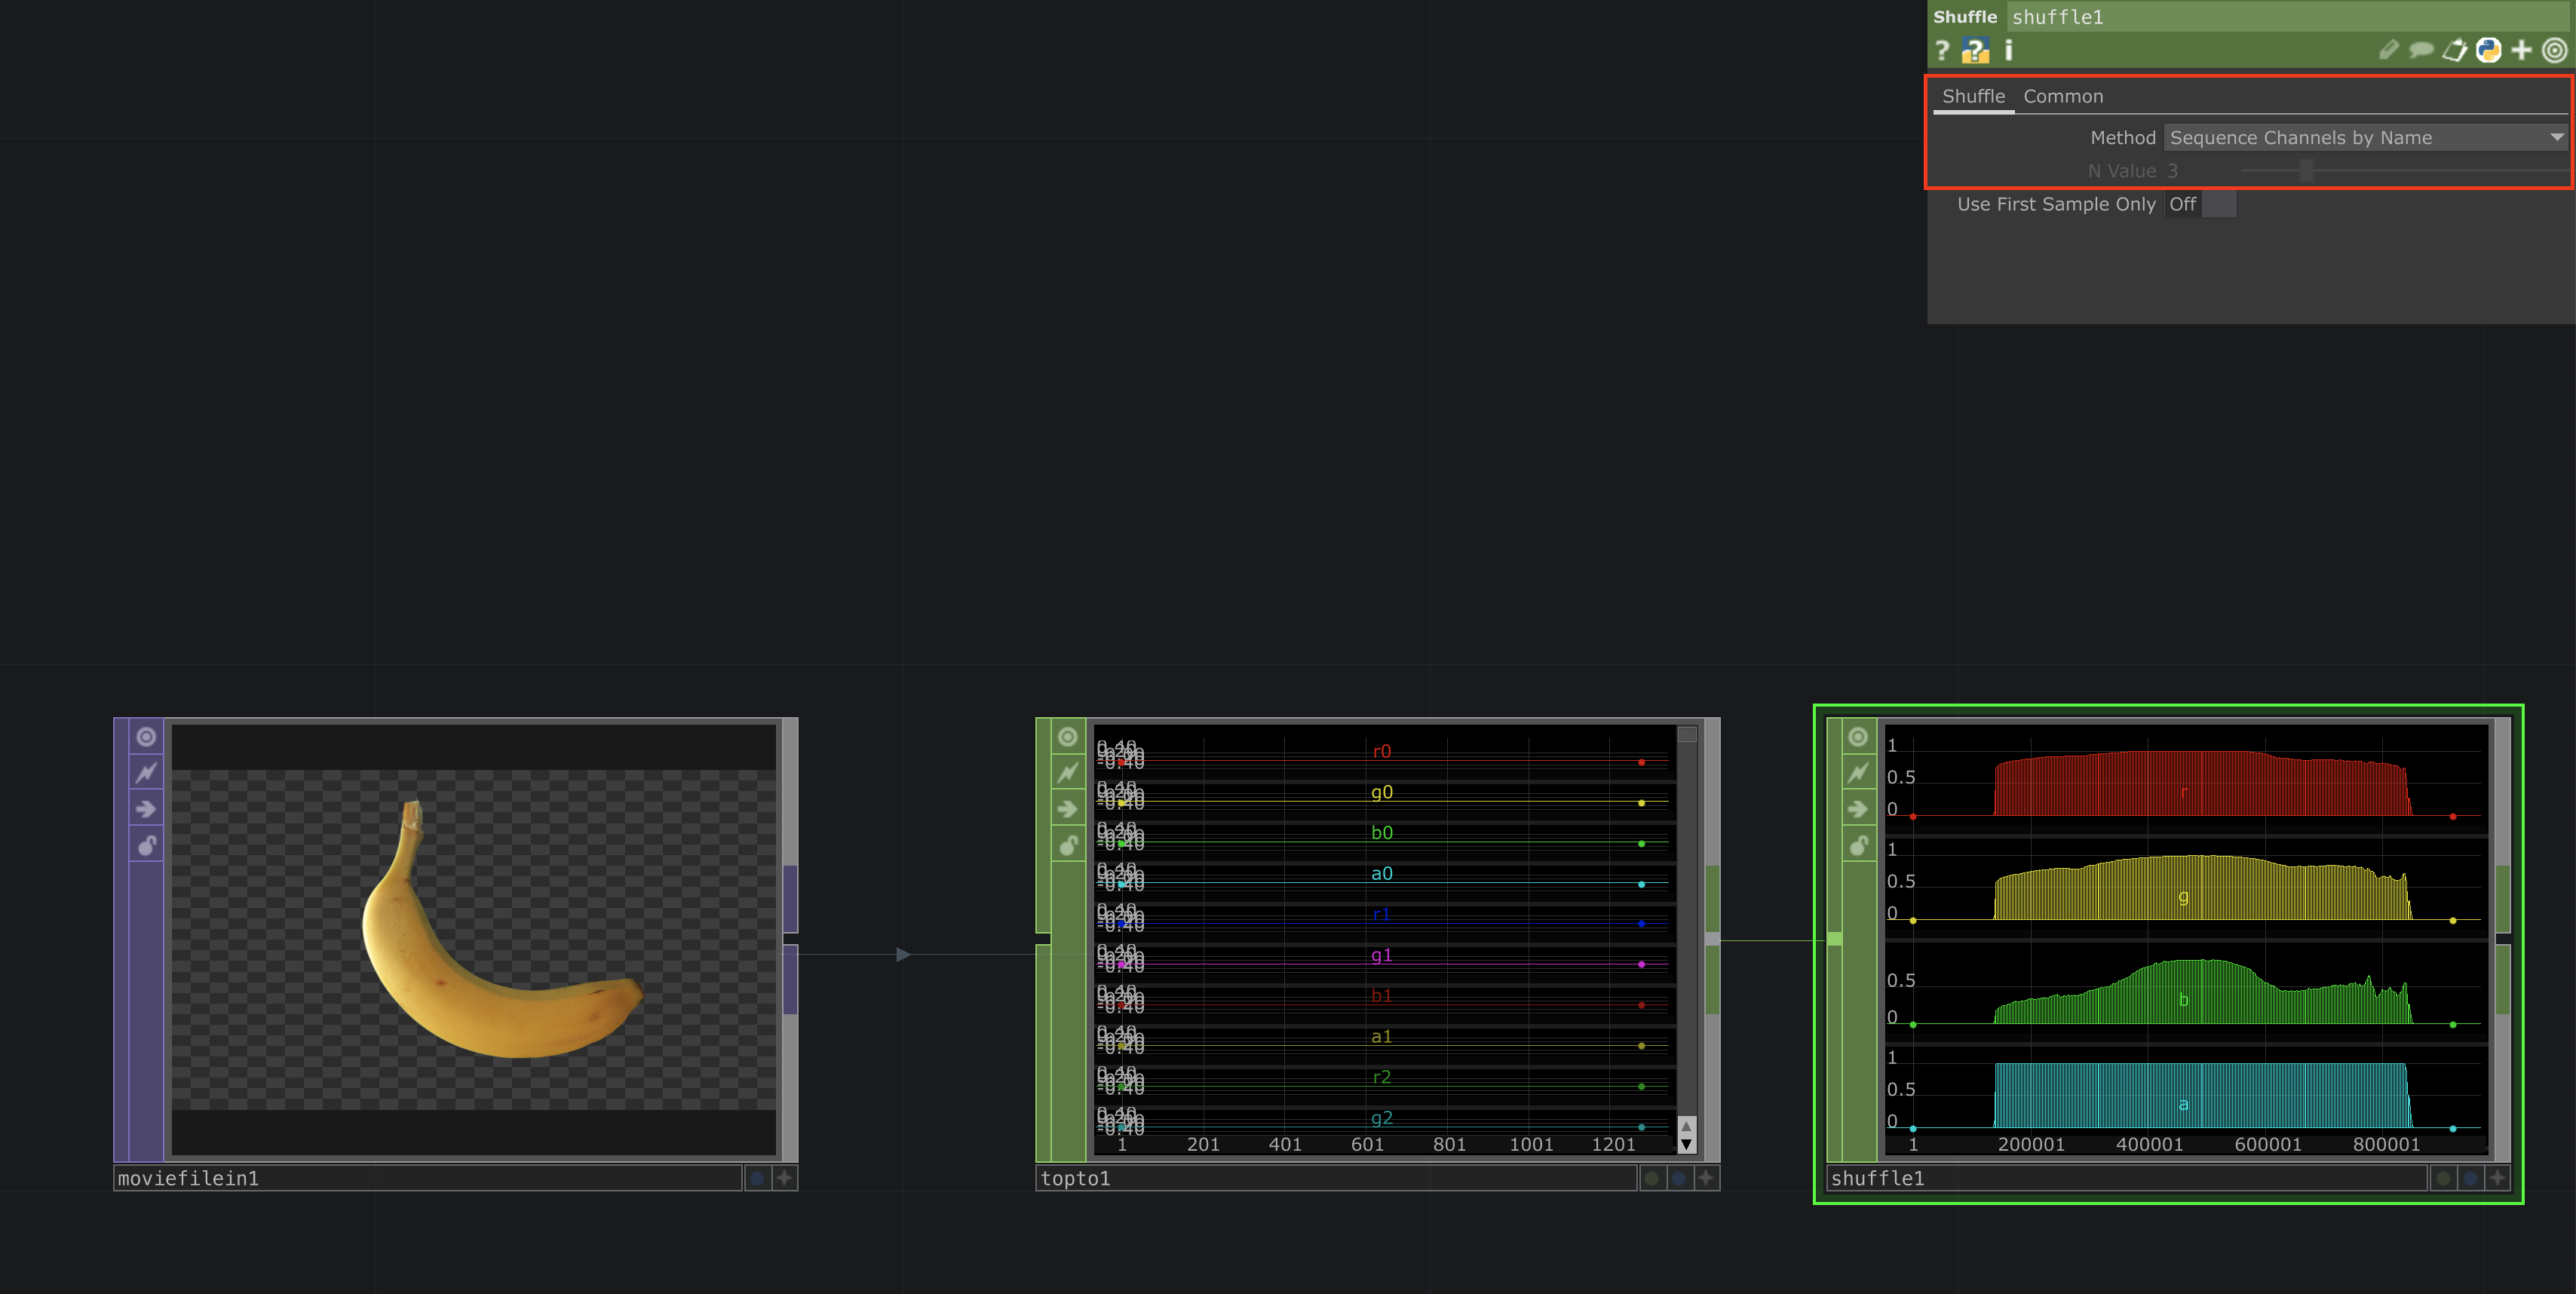 Shuffle shuffle1
? ? i
Shuffle Common
Method Sequence Channels by Name
N Value 3
Use First Sample Only Off
moviefilein1
r0
g0
b0
a0
r1
g1
b1
a1
r2
g2
1 201 401 601 801 1001 1201
topto1
1
0.5
0
r
1
0.5
0
g
0.5
0
b
1
0.5
0
a
1 200001 400001 600001 800001
shuffle1